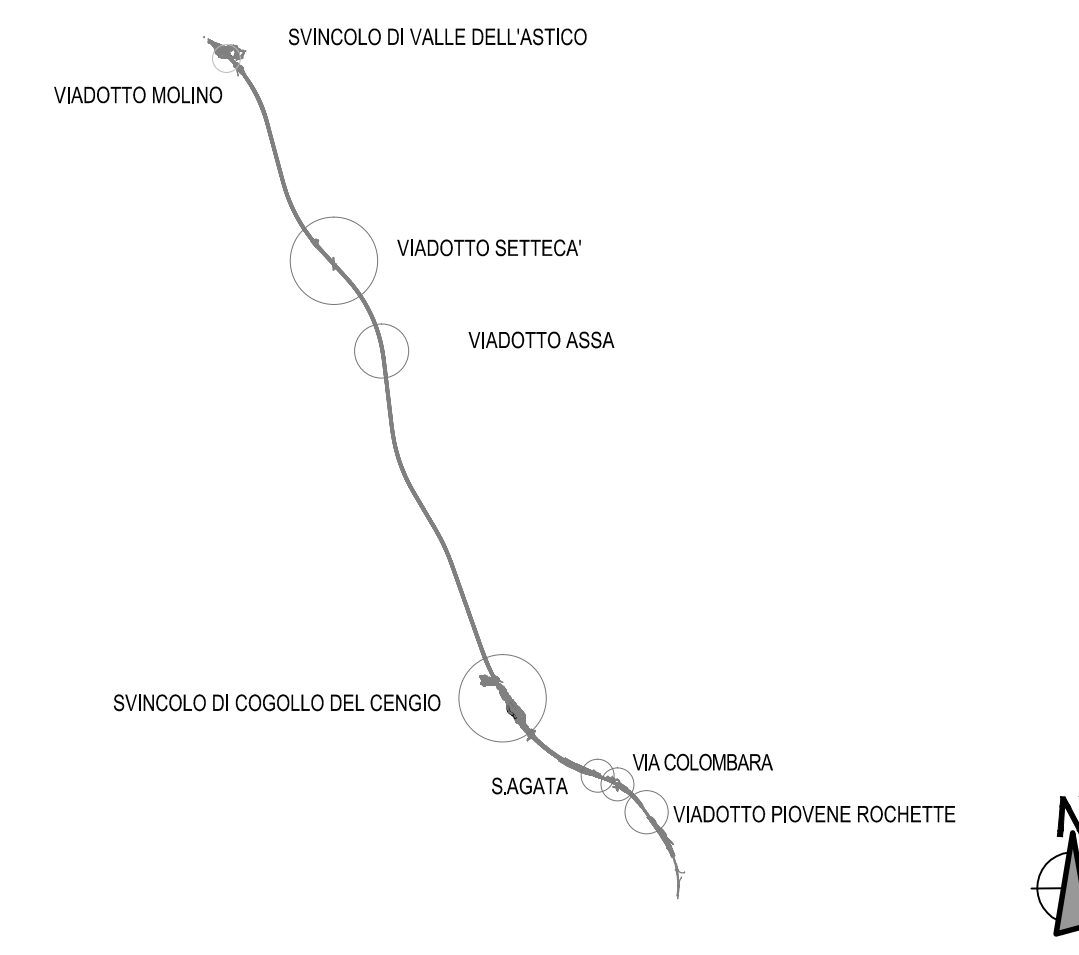 SVINCOLO DI VALLE DELL'ASTICO
VIADOTTO MOLINO
VIADOTTO SETTECA'
VIADOTTO ASSA
SVINCOLO DI COGOLLO DEL CENGIO
VIA COLOMBARA
S.AGATA
VIADOTTO PIOVENE ROCHETTE
N